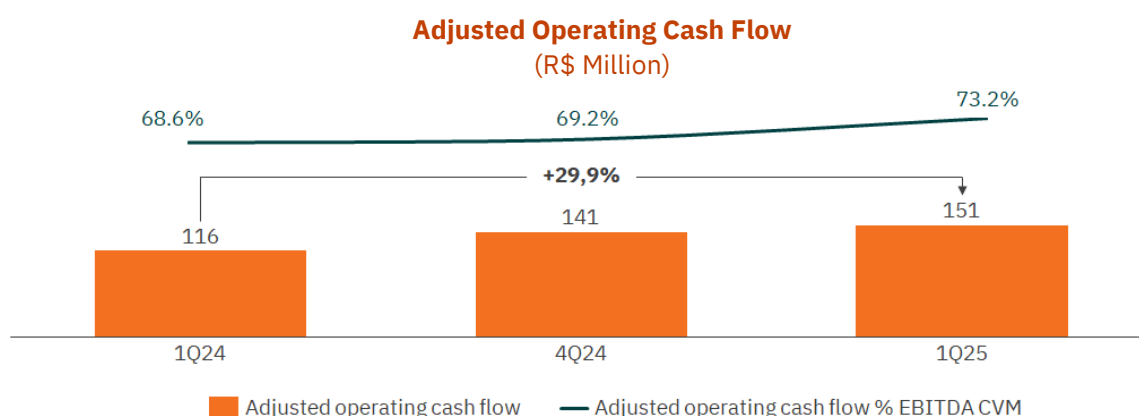 Adjusted Operating Cash Flow
(R$ Million)
68.6%
69.2%
73.2%
+29,9%
116
141
151
1Q24
4Q24
1Q25
Adjusted operating cash flow
Adjusted operating cash flow % EBITDA CVM